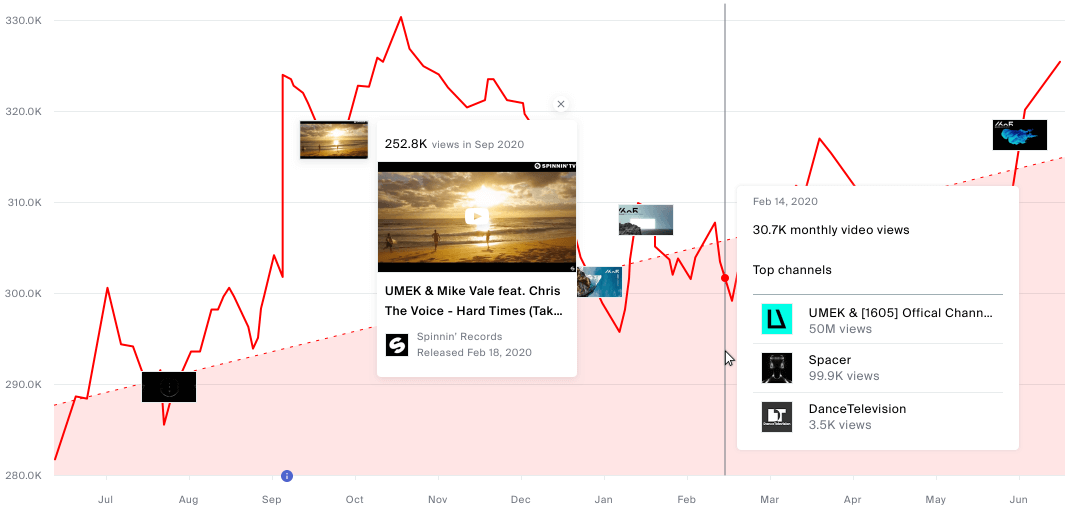 330.0K
320.0K
310.0K
300.0K
290.0K
280.0K
252.8K views in Sep 2020
SPINNIN' TV
UMEK & Mike Vale feat. Chris
The Voice - Hard Times (Tak...
Spinnin' Records
Released Feb 18, 2020
Feb 14, 2020
30.7K monthly video views
Top channels
UMEK & [1605] Offical Chann...
50M views
Spacer
99.9K views
DanceTelevision
DanceTelevision
3.5K views
i
Jul
Aug
Sep
Oct
Nov
Dec
Jan
Feb
Mar
Apr
May
Jun